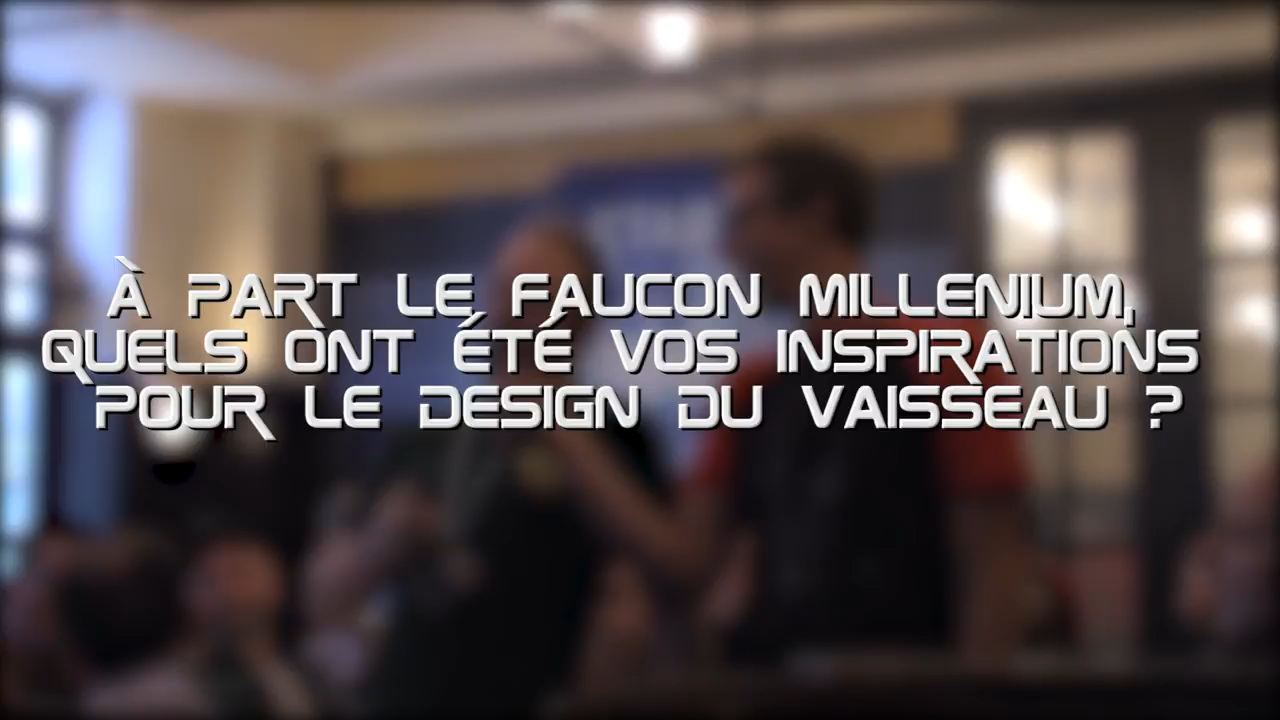 À PART LE FAUCON MILLENIUM,
QUELS ONT ÉTÉ VOS INSPIRATIONS
POUR LE DESIGN DU VAISSEAU ?